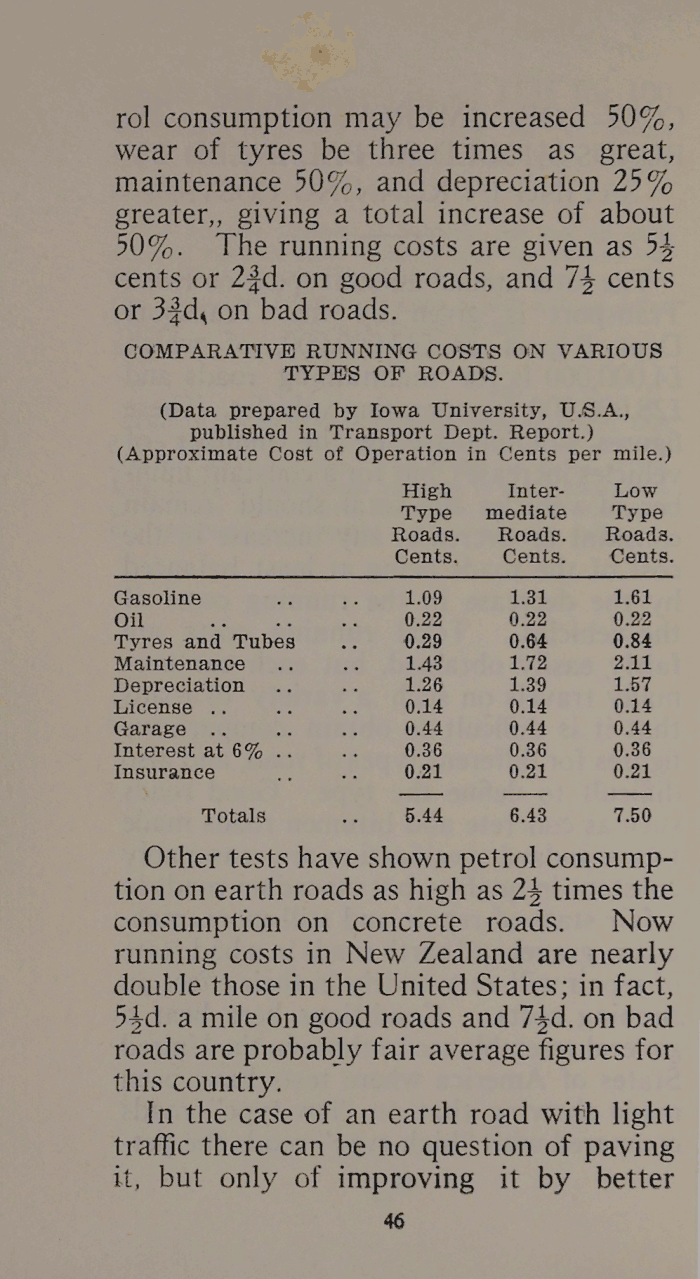 rol consumption may be increased 50%,
wear of tyres be three times as great,
maintenance 50%, and depreciation 25%
greater,, giving a total increase of about
50%. The running costs are given as 5½
cents or 2¾d. on good roads, and 7½ cents
or 3¾d, on bad roads.
COMPARATIVE RUNNING COSTS ON VARIOUS
TYPES OF ROADS.
(Data prepared by Iowa University, U.S.A.,
published in Transport Dept. Report.)
(Approximate Cost of Operation in Cents per mile.)
High Inter- Low
Type mediate Type
Roads. Roads. Roads.
Cents. Cents. Cents.
Gasoline .. .. 1.09 1.31 1.61
Oil .. .. .. 0.22 0.22 0.22
Tyres and Tubes .. 0.29 0.64 0.84
Maintenance .. .. 1.43 1.72 2.11
Depreciation .. .. 1.26 1.39 1.57
License .. .. .. 0.14 0.14 0.14
Garage .. .. .. 0.44 0.44 0.44
Interest at 6% .. .. 0.36 0.36 0.36
Insurance .. .. 0.21 0.21 0.21
Totals .. 5.44 6.43 7.50
Other tests have shown petrol consump-
tion on earth roads as high as 2½ times the
consumption on concrete roads. Now
running costs in New Zealand are nearly
double those in the United States; in fact,
5½d. a mile on good roads and 7½d. on bad
roads are probably fair average figures for
this country.
In the case of an earth road with light
traffic there can be no question of paving
it, but only of improving it by better
46